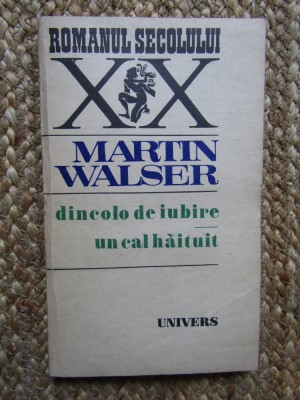 ROMANUL SECOLULUI
XX
MARTIN
WALSER
dincolo de iubire
un cal hăituit
UNIVERS